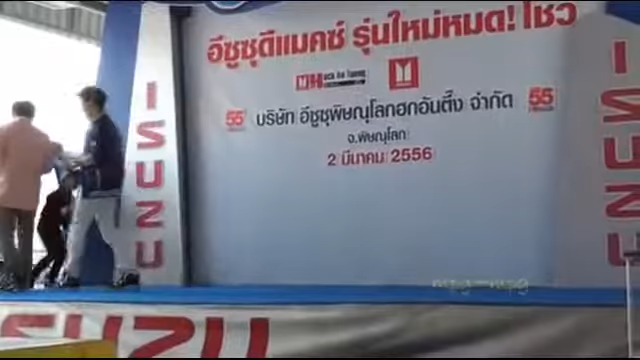 อีซูซุดีแมคซ์ รุ่นใหม่หมด! โชว์
55
บริษัท อีซูซุพิษณุโลกฮกอันตึ๊ง จำกัด
55
จ.พิษณุโลก
2 มีนาคม 2556
ISUZU
ISUZU
ISUZU